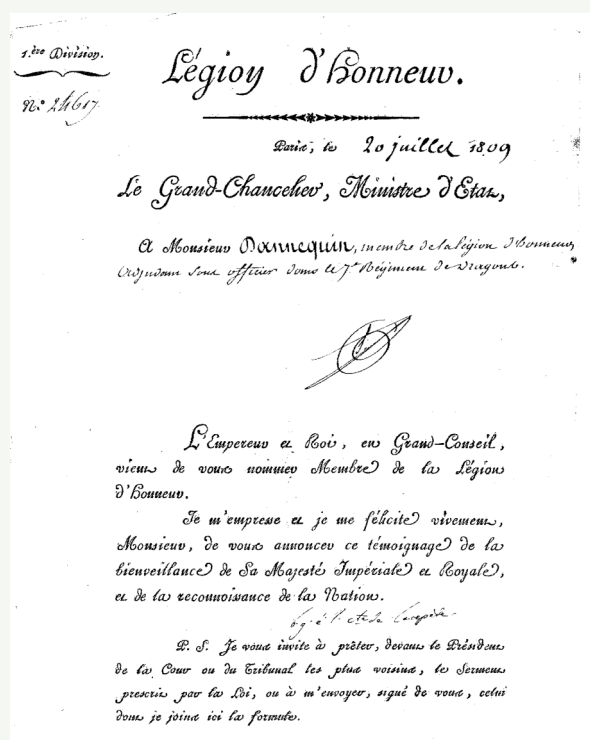 1.ère Division.
Légion d'honneur.
N.° 24617
Paris, le 20 juillet 1809
Le Grand-Chancelier, Ministre d'État,
A Monsieur Dannequin, membre de la légion d'honneur,
Adjudant sous officier dans le 7.e Régiment de Dragons.
L'Empereur et Roi, en Grand-Conseil,
vient de vous nommer Membre de la Légion
d'honneur.
Je m'empresse et je me félicite vivement,
Monsieur, de vous annoncer ce témoignage de la
bienveillance de Sa Majesté Impériale et Royale,
et de la reconnoissance de la Nation.
P. S. Je vous invite à prêter, devant le Président
de la Cour ou du Tribunal les plus voisins, le Serment
prescrit par la Loi, ou à m'envoyer, signé de vous, celui
dont je joins ici la formule.